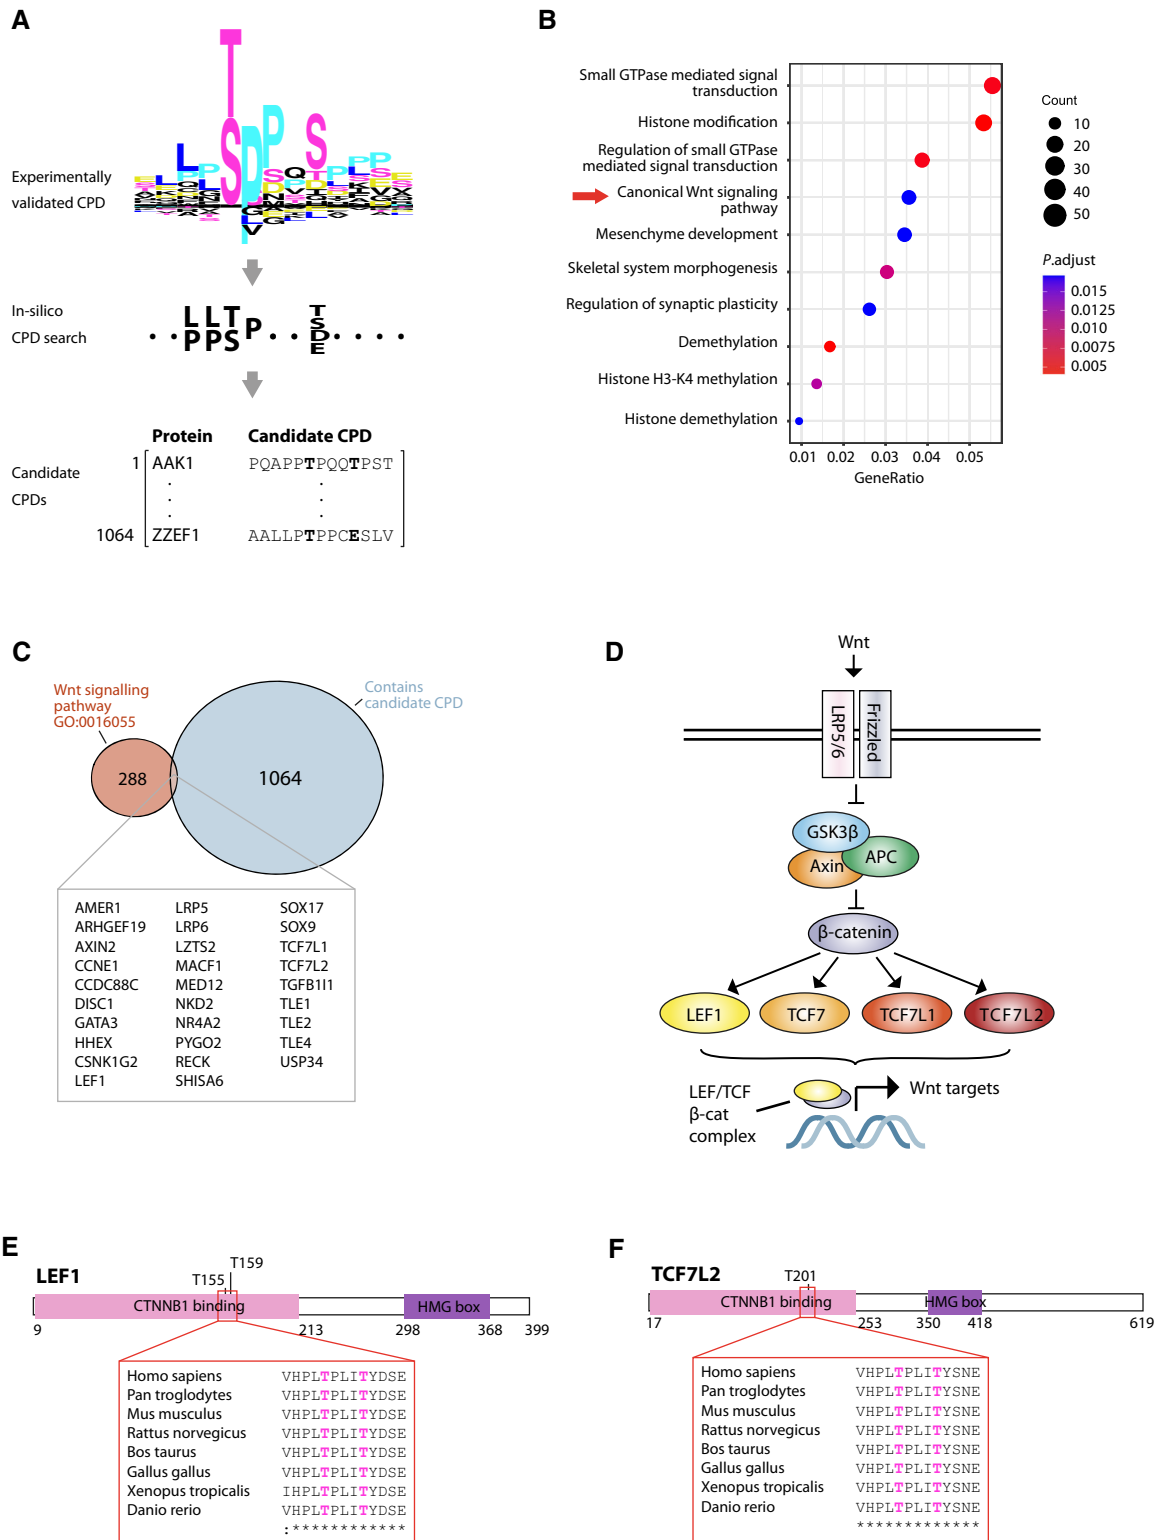 A
Experimentally
validated CPD
In-silico
CPD search
L L T P T
P P S S
D
E
Protein Candidate CPD
Candidate
CPDs
1 AAK1 PQAPPTPQQTPST
1064 ZZEF1 AALLPTPPCESLV
B
Small GTPase mediated signal
transduction
Histone modification
Regulation of small GTPase
mediated signal transduction
Canonical Wnt signaling
pathway
Mesenchyme development
Skeletal system morphogenesis
Regulation of synaptic plasticity
Demethylation
Histone H3-K4 methylation
Histone demethylation
0.01 0.02 0.03 0.04 0.05
GeneRatio
Count
10
20
30
40
50
P.adjust
0.015
0.0125
0.010
0.0075
0.005
C
Wnt signalling
pathway
GO:0016055
Contains
candidate CPD
288
1064
AMER1 LRP5 SOX17
ARHGEF19 LRP6 SOX9
AXIN2 LZTS2 TCF7L1
CCNE1 MACF1 TCF7L2
CCDC88C MED12 TGFB1I1
DISC1 NKD2 TLE1
GATA3 NR4A2 TLE2
HHEX PYGO2 TLE4
CSNK1G2 RECK USP34
LEF1 SHISA6
D
Wnt
LRP5/6
Frizzled
GSK3β
Axin
APC
β-catenin
LEF1 TCF7 TCF7L1 TCF7L2
LEF/TCF
β-cat
complex
Wnt targets
E
LEF1
T155 T159
CTNNB1 binding HMG box
9 213 298 368 399
Homo sapiens VHPLTPLITYDSE
Pan troglodytes VHPLTPLITYDSE
Mus musculus VHPLTPLITYDSE
Rattus norvegicus VHPLTPLITYDSE
Bos taurus VHPLTPLITYDSE
Gallus gallus VHPLTPLITYDSE
Xenopus tropicalis IHPLTPLITYDSE
Danio rerio VHPLTPLITYDSE
:************
F
TCF7L2
T201
CTNNB1 binding HMG box
17 253 350 418 619
Homo sapiens VHPLTPLITYSNE
Pan troglodytes VHPLTPLITYSNE
Mus musculus VHPLTPLITYSNE
Rattus norvegicus VHPLTPLITYSNE
Bos taurus VHPLTPLITYSNE
Gallus gallus VHPLTPLITYSNE
Xenopus tropicalis VHPLTPLITYSNE
Danio rerio VHPLTPLITYSNE
*************